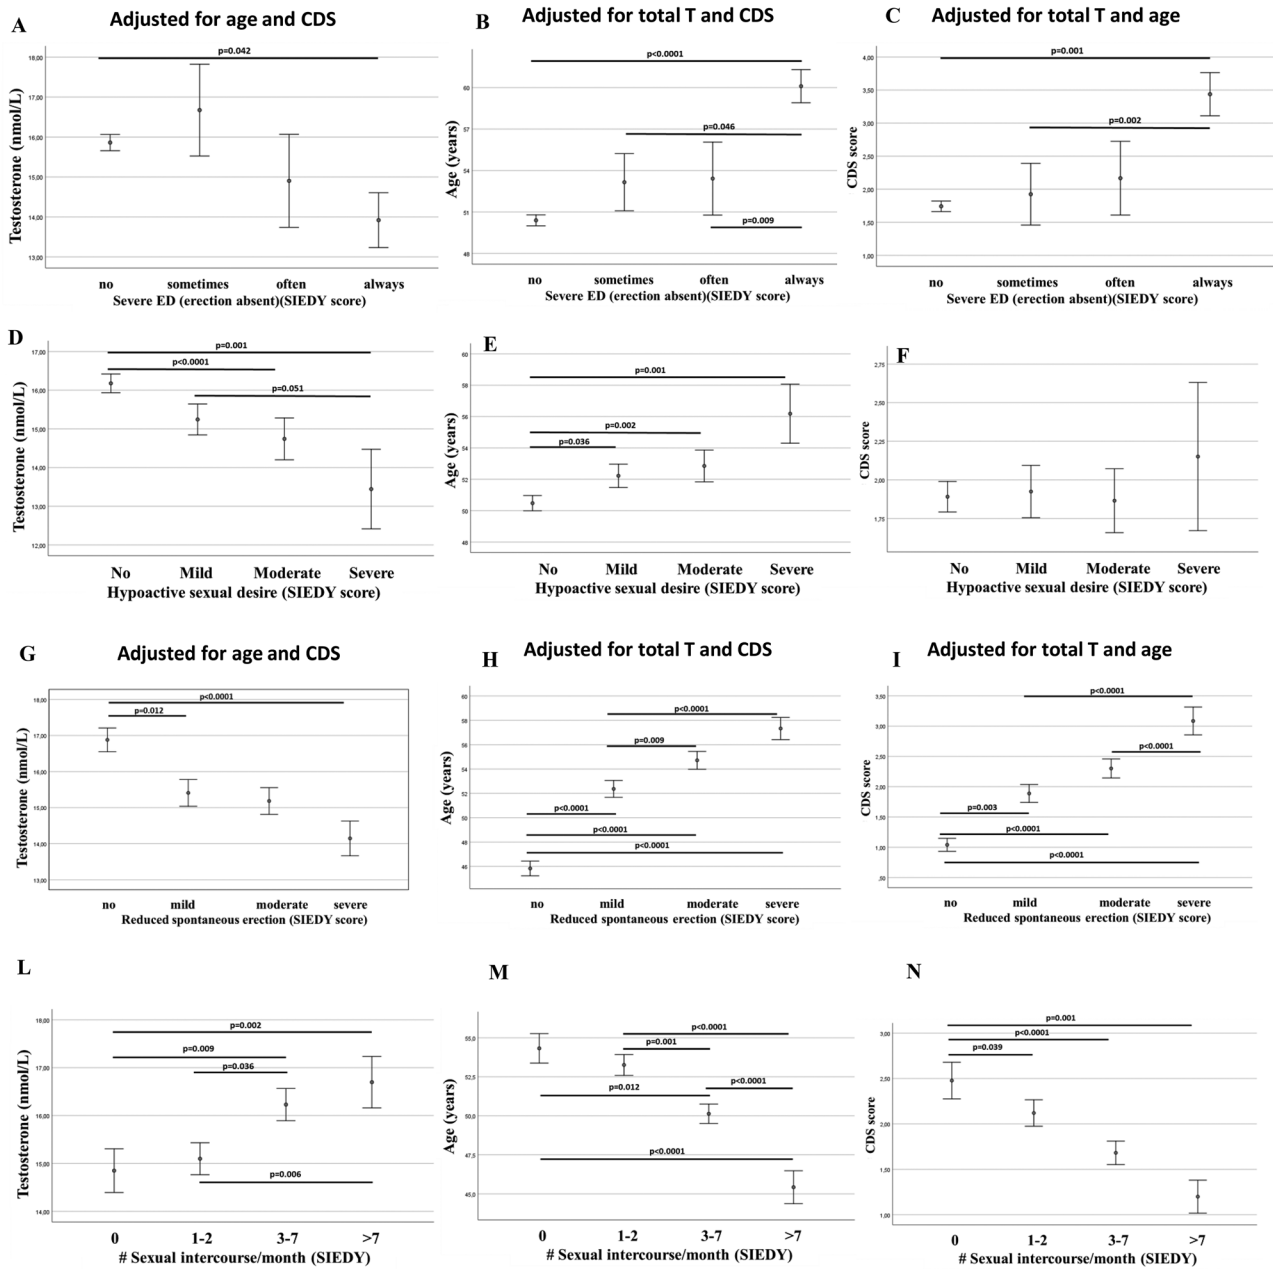 A
Adjusted for age and CDS
p=0.042
18,00
17,00
16,00
15,00
14,00
13,00
Testosterone (nmol/L)
no sometimes often always
Severe ED (erection absent)(SIEDY score)
B
Adjusted for total T and CDS
p<0.0001
p=0.046
p=0.009
60
57
54
51
48
Age (years)
no sometimes often always
Severe ED (erection absent)(SIEDY score)
C
Adjusted for total T and age
p=0.001
p=0.002
4,00
3,50
3,00
2,50
2,00
1,50
1,00
CDS score
no sometimes often always
Severe ED (erection absent)(SIEDY score)
D
p=0.001
p<0.0001
p=0.051
17,00
16,00
15,00
14,00
13,00
12,00
Testosterone (nmol/L)
No Mild Moderate Severe
Hypoactive sexual desire (SIEDY score)
E
p=0.001
p=0.002
p=0.036
60
58
56
54
52
50
48
Age (years)
No Mild Moderate Severe
Hypoactive sexual desire (SIEDY score)
F
2,75
2,50
2,25
2,00
1,75
CDS score
No Mild Moderate Severe
Hypoactive sexual desire (SIEDY score)
G
Adjusted for age and CDS
p<0.0001
p=0.012
18,00
17,00
16,00
15,00
14,00
13,00
Testosterone (nmol/L)
no mild moderate severe
Reduced spontaneous erection (SIEDY score)
H
Adjusted for total T and CDS
p<0.0001
p=0.009
p<0.0001
p<0.0001
p<0.0001
60
58
56
54
52
50
48
46
Age (years)
no mild moderate severe
Reduced spontaneous erection (SIEDY score)
I
Adjusted for total T and age
p<0.0001
p<0.0001
p=0.003
p<0.0001
p<0.0001
3,50
3,00
2,50
2,00
1,50
1,00
,50
CDS score
no mild moderate severe
Reduced spontaneous erection (SIEDY score)
L
p=0.002
p=0.009
p=0.036
p=0.006
18,00
17,00
16,00
15,00
14,00
Testosterone (nmol/L)
0 1-2 3-7 >7
# Sexual intercourse/month (SIEDY)
M
p<0.0001
p=0.001
p<0.0001
p=0.012
p<0.0001
55,0
52,5
50,0
47,5
45,0
Age (years)
0 1-2 3-7 >7
# Sexual intercourse/month (SIEDY)
N
p=0.001
p<0.0001
p=0.039
3,00
2,50
2,00
1,50
1,00
CDS score
0 1-2 3-7 >7
# Sexual intercourse/month (SIEDY)